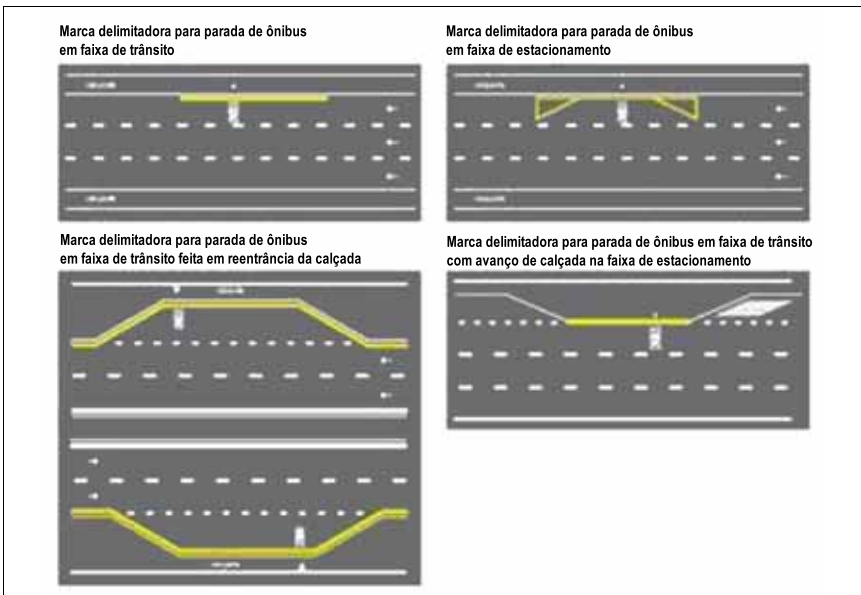 Marca delimitadora para parada de ônibus
em faixa de trânsito
Marca delimitadora para parada de ônibus
em faixa de estacionamento
Marca delimitadora para parada de ônibus
em faixa de trânsito feita em reentrância da calçada
Marca delimitadora para parada de ônibus em faixa de trânsito
com avanço de calçada na faixa de estacionamento